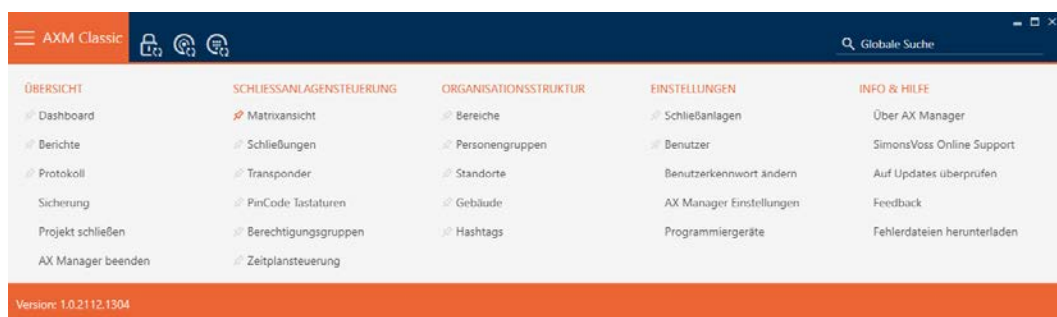 AXM Classic
Globale Suche
ÜBERSICHT SCHLIESSANLAGENSTEUERUNG ORGANISATIONSSTRUKTUR EINSTELLUNGEN INFO & HILFE
Dashboard Matrixansicht Bereiche Schließanlagen Über AX Manager
Berichte Schließungen Personengruppen Benutzer SimonsVoss Online Support
Protokoll Transponder Standorte Benutzerkennwort ändern Auf Updates überprüfen
Sicherung PinCode Tastaturen Gebäude AX Manager Einstellungen Feedback
Projekt schließen Berechtigungsgruppen Hashtags Programmiergeräte Fehlerdateien herunterladen
AX Manager beenden Zeitplansteuerung
Version: 1.0.2112.1304